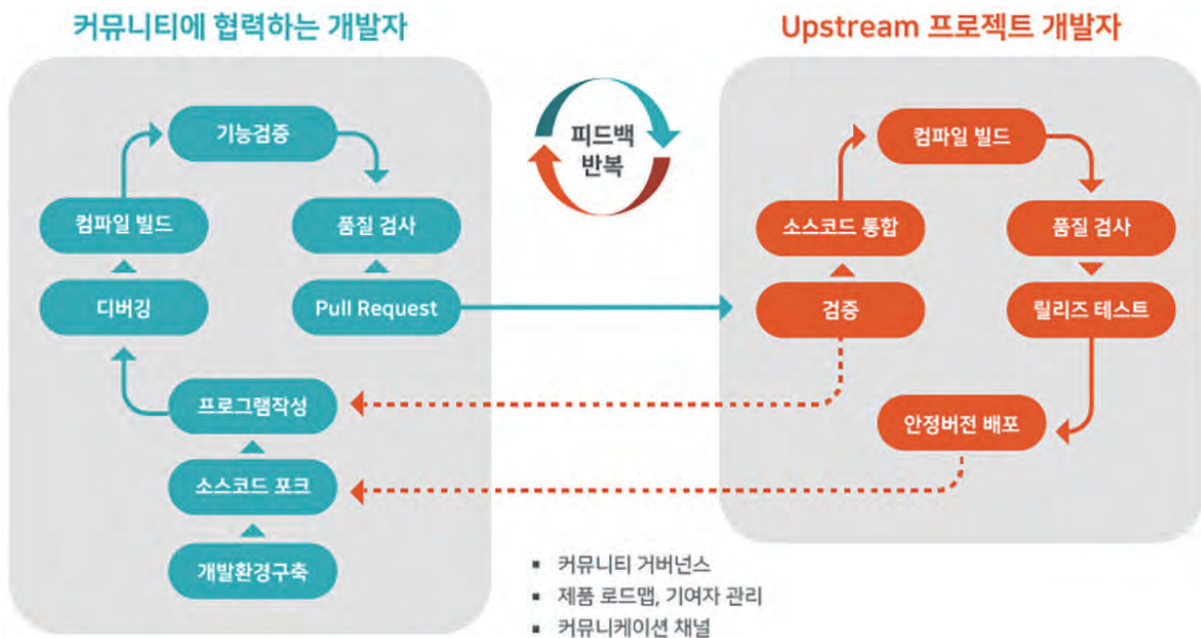 커뮤니티에 협력하는 개발자
Upstream 프로젝트 개발자
기능검증
컴파일 빌드
품질 검사
디버깅
Pull Request
프로그램작성
소스코드 포크
개발환경구축
피드백
반복
컴파일 빌드
소스코드 통합
품질 검사
검증
릴리즈 테스트
안정버전 배포
▪ 커뮤니티 거버넌스
▪ 제품 로드맵, 기여자 관리
▪ 커뮤니케이션 채널